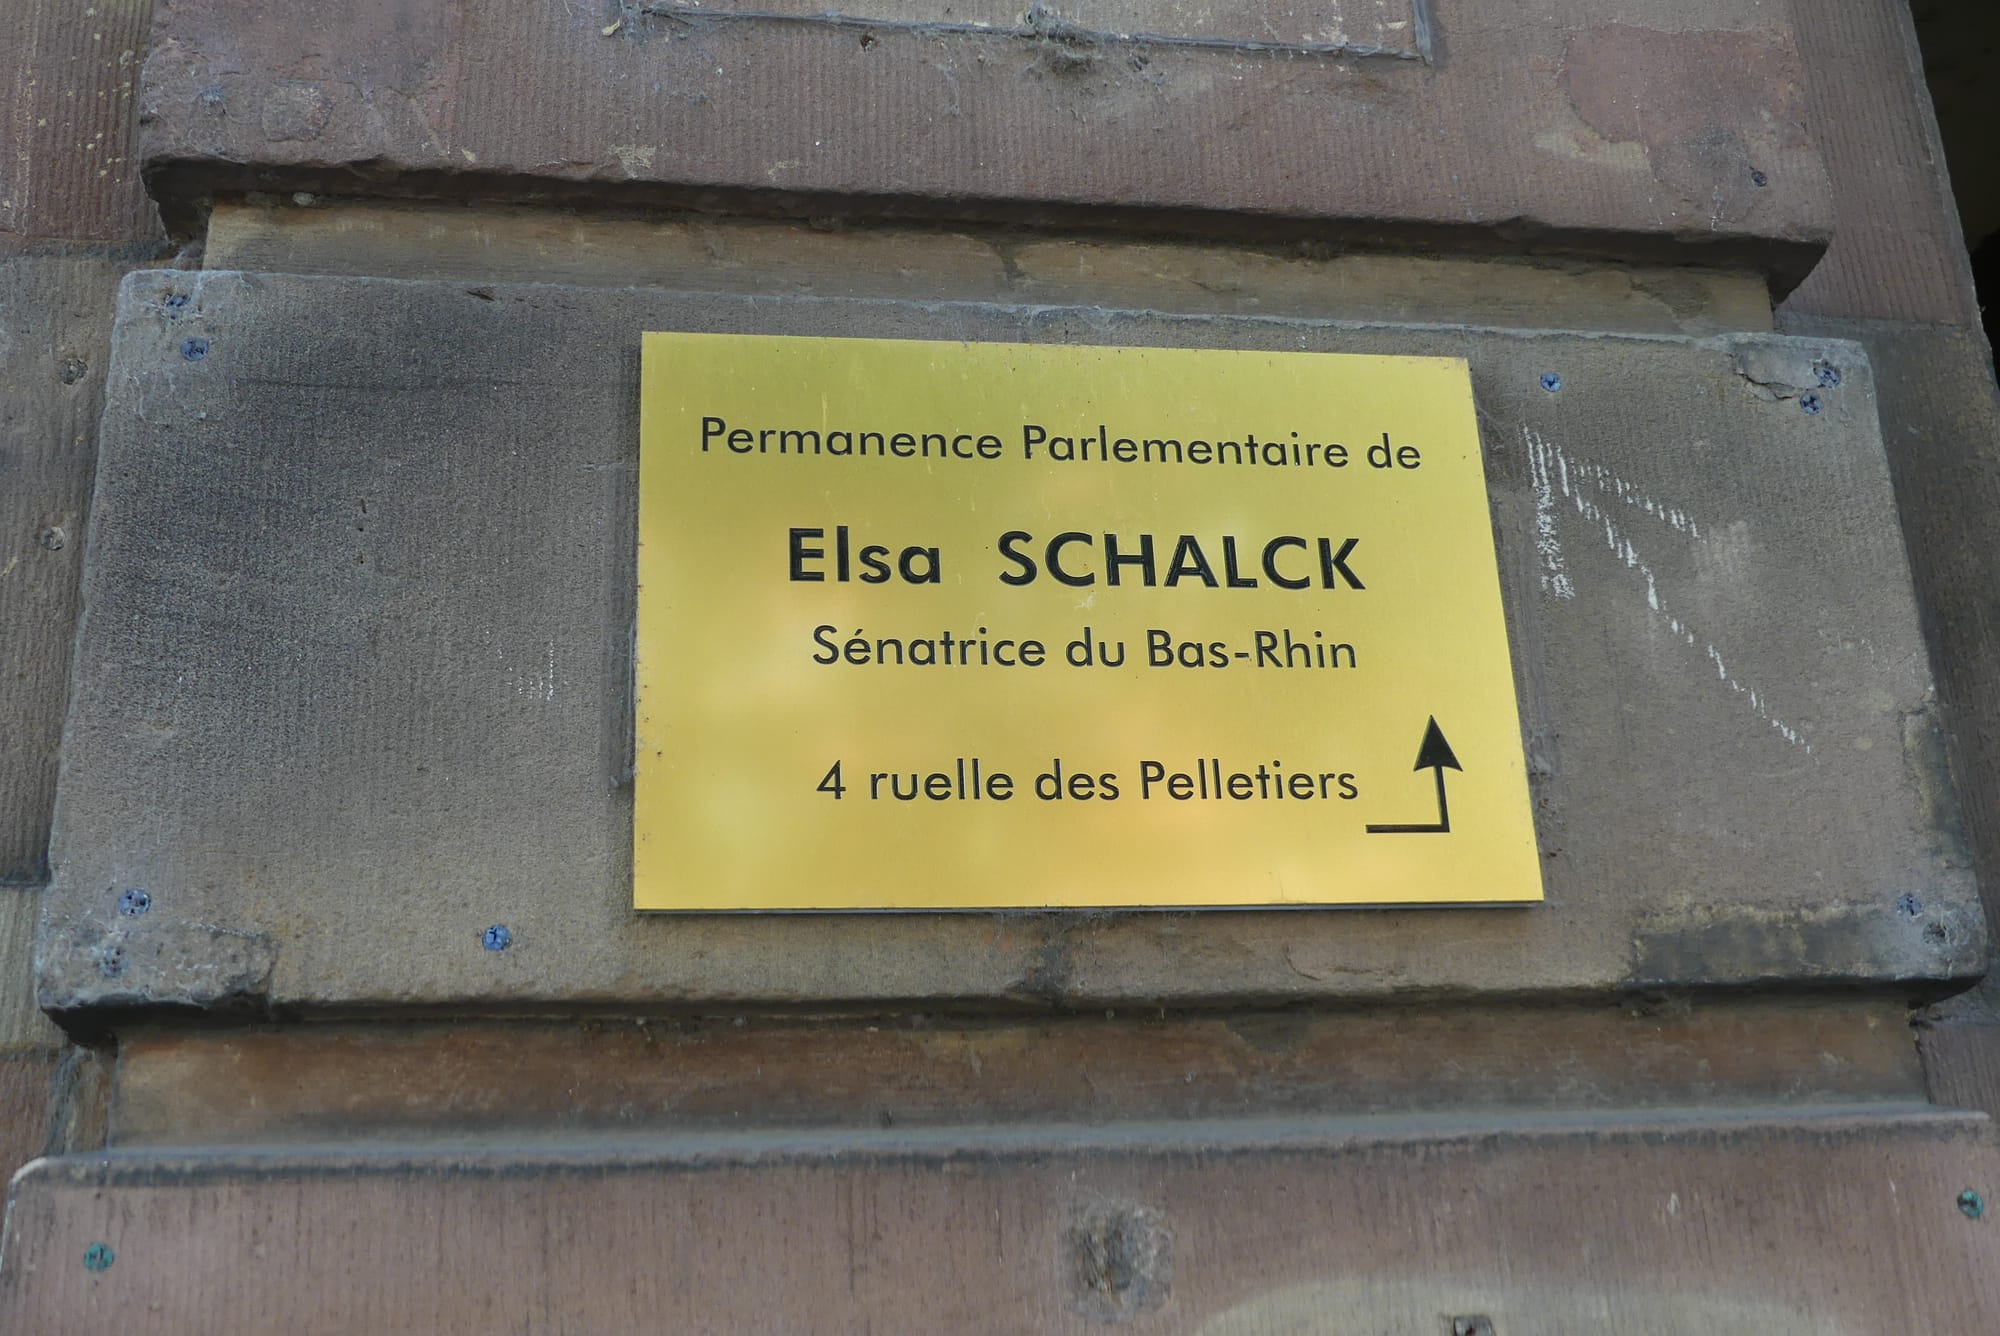 Permanence Parlementaire de
Elsa SCHALCK
Sénatrice du Bas-Rhin
4 ruelle des Pelletiers